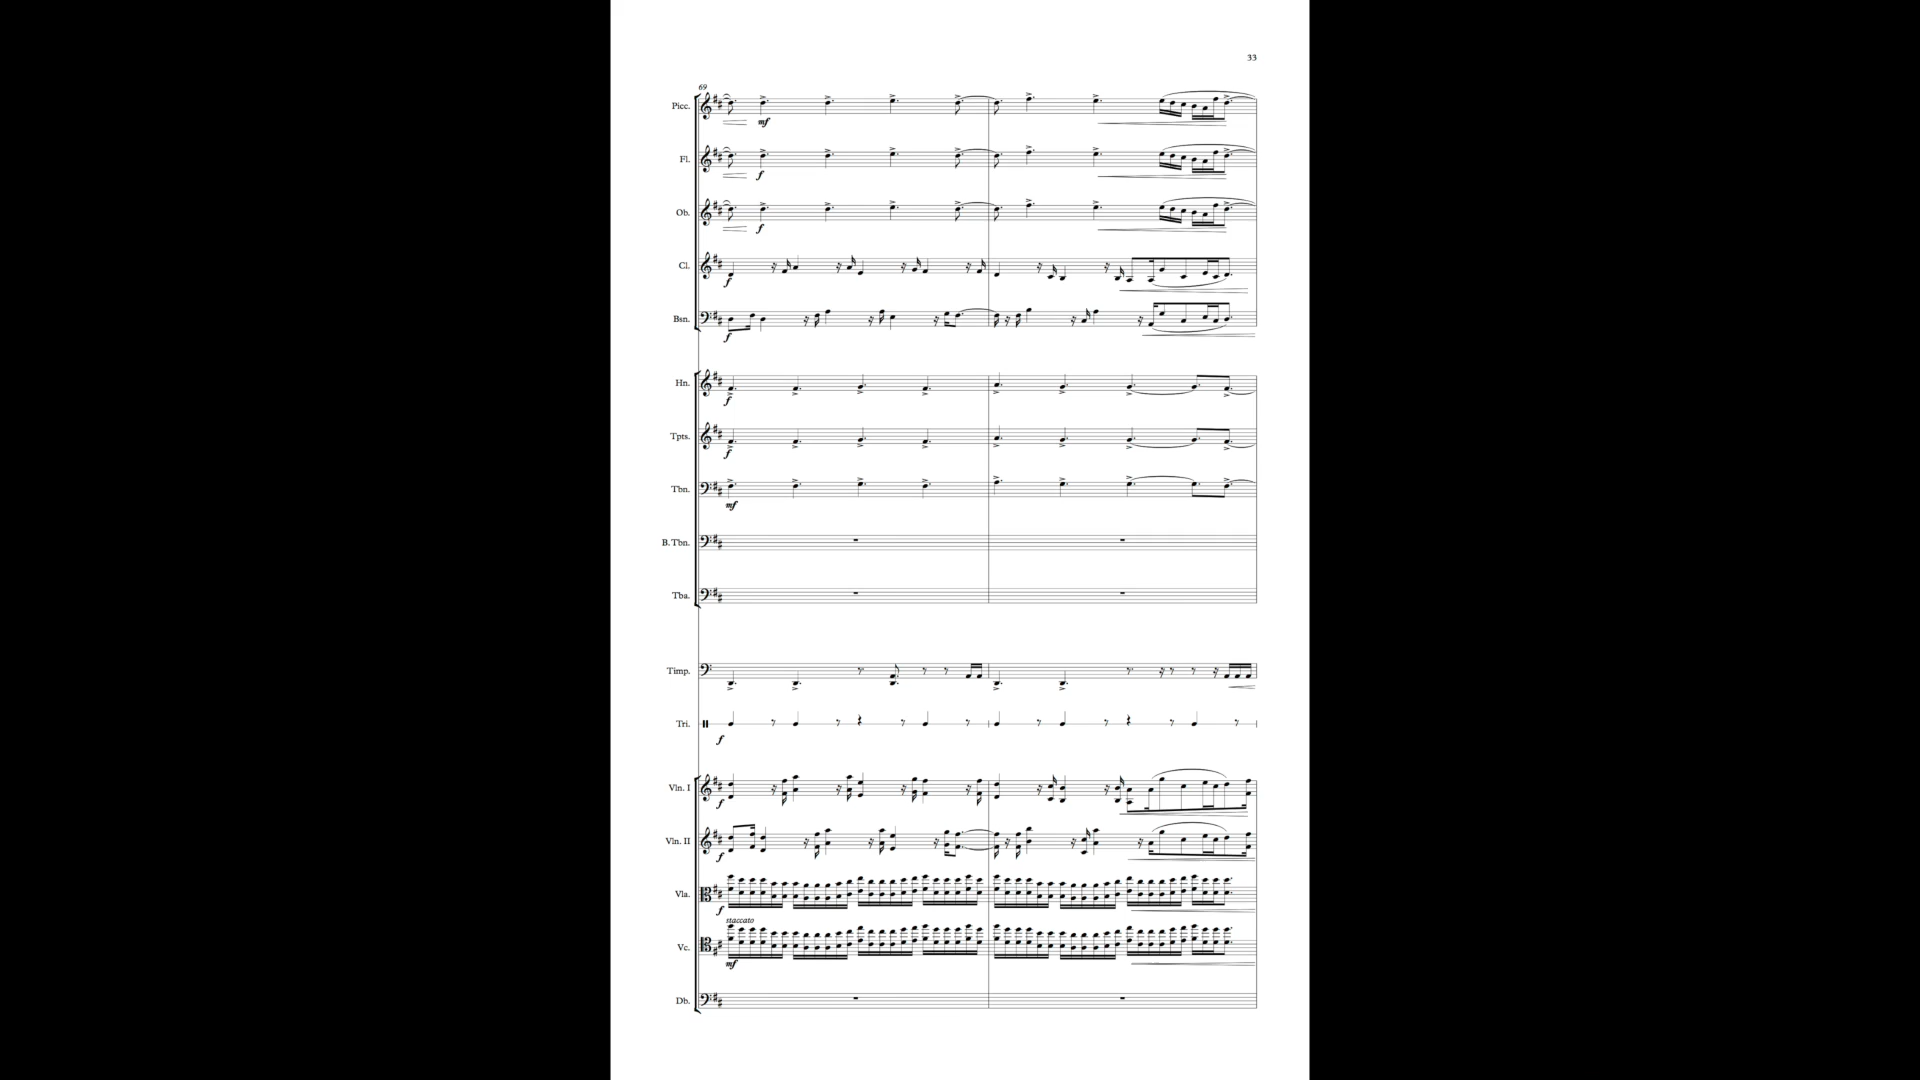 33
69
Picc.
mf
Fl.
f
Ob.
f
Cl.
f
Bsn.
f
Hn.
f
Tpts.
f
Tbn.
mf
B. Tbn.
Tba.
Timp.
Tri.
f
Vln. I
f
Vln. II
f
Vla.
f
staccato
Vc.
mf
Db.